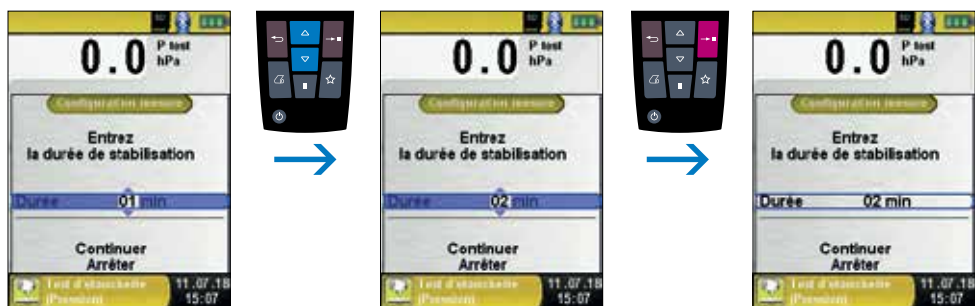 0.0 P test
hPa
Configuration mesure
Entrez
la durée de stabilisation
Durée 01 min
Continuer
Arrêter
Test d'étanchéité
(Pression)
11.07.18
15:07
0.0 P test
hPa
Configuration mesure
Entrez
la durée de stabilisation
Durée 02 min
Continuer
Arrêter
Test d'étanchéité
(Pression)
11.07.18
15:07
0.0 P test
hPa
Configuration mesure
Entrez
la durée de stabilisation
Durée 02 min
Continuer
Arrêter
Test d'étanchéité
(Pression)
11.07.18
15:07